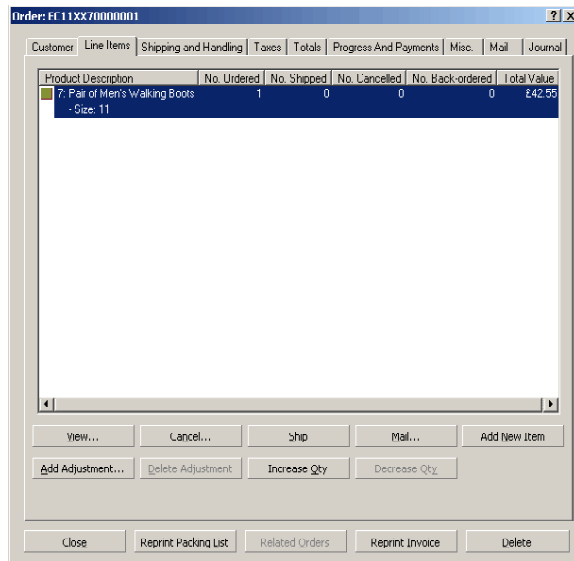 Order: EC11XX70000001
Customer Line Items Shipping and Handling Taxes Totals Progress And Payments Misc. Mail Journal
Product Description No. Ordered No. Shipped No. Cancelled No. Back-ordered Total Value
7: Pair of Men's Walking Boots 1 0 0 0 £42.55
- Size: 11
View... Cancel... Ship Mail... Add New Item
Add Adjustment... Delete Adjustment Increase Qty Decrease Qty
Close Reprint Packing List Related Orders Reprint Invoice Delete